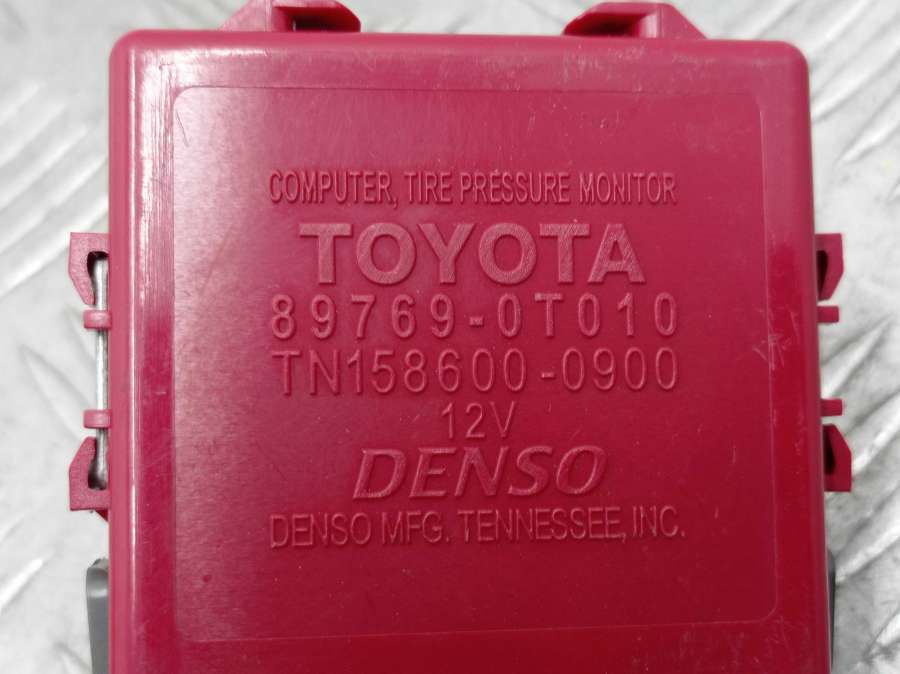 COMPUTER, TIRE PRESSURE MONITOR
TOYOTA
89769-0T010
TN158600-0900
12V
DENSO
DENSO MFG. TENNESSEE, INC.